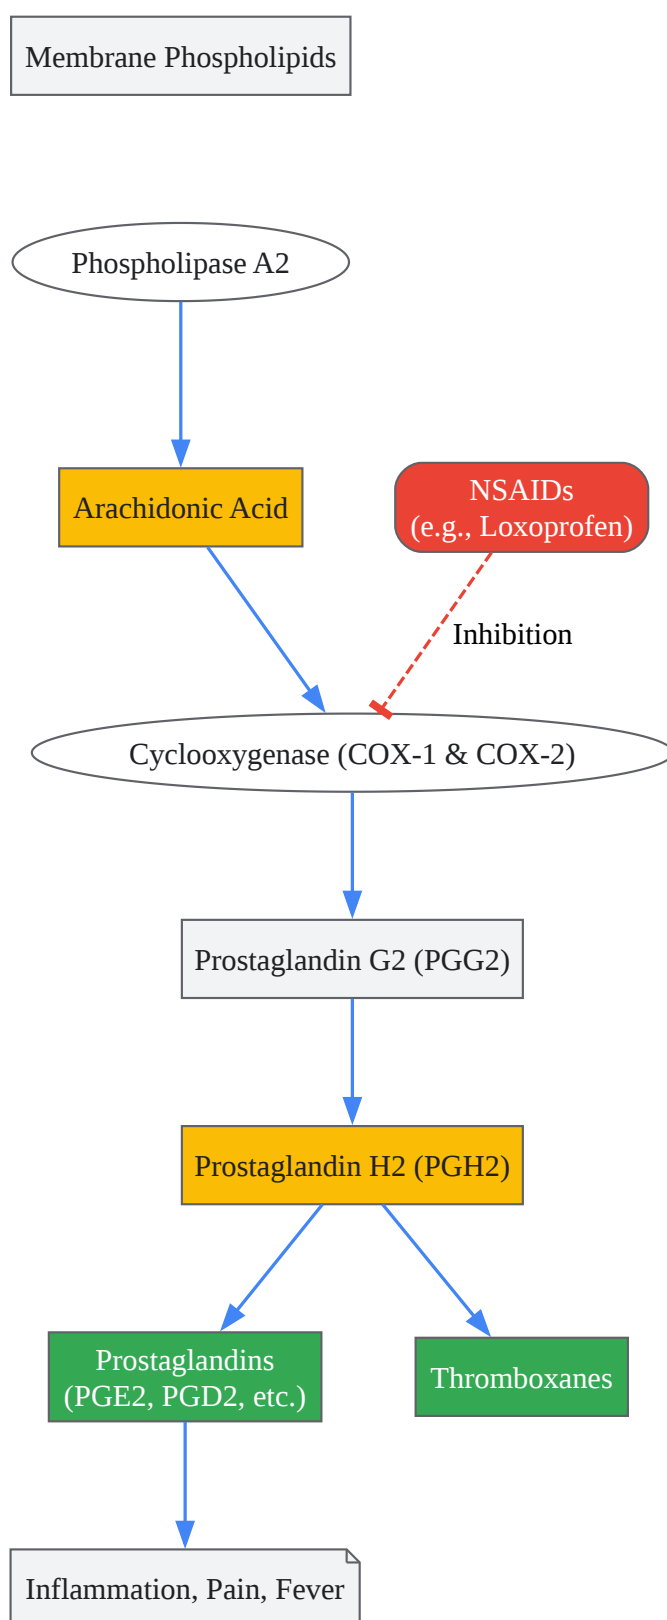 Membrane Phospholipids
Phospholipase A2
Arachidonic Acid
NSAIDs
(e.g., Loxoprofen)
Inhibition
Cyclooxygenase (COX-1 & COX-2)
Prostaglandin G2 (PGG2)
Prostaglandin H2 (PGH2)
Prostaglandins
(PGE2, PGD2, etc.)
Thromboxanes
Inflammation, Pain, Fever